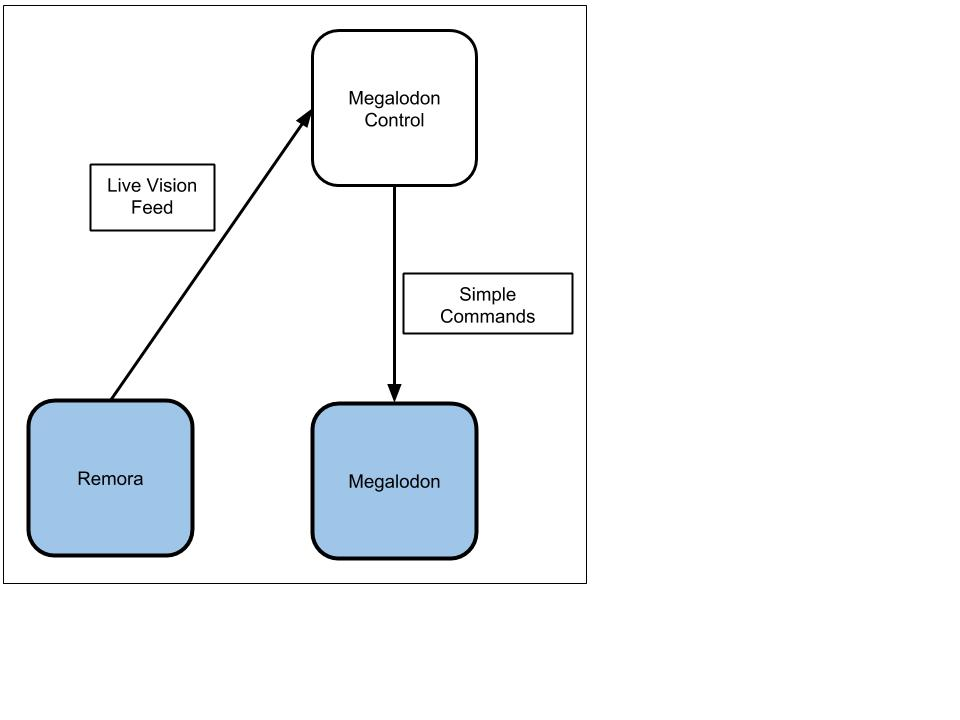 Megalodon
Control
Live Vision
Feed
Simple
Commands
Remora
Megalodon